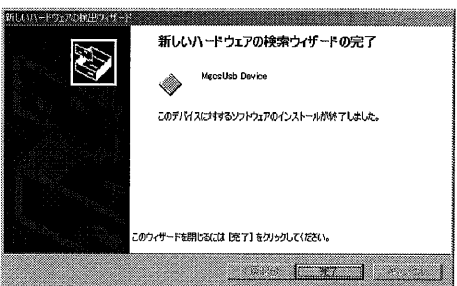 新しいハードウェアの検出ウィザード
新しいハードウェアの検索ウィザードの完了
MgcsUsb Device
このデバイスに対するソフトウェアのインストールが終了しました。
このウィザードを閉じるには [完了] をクリックしてください。
完了